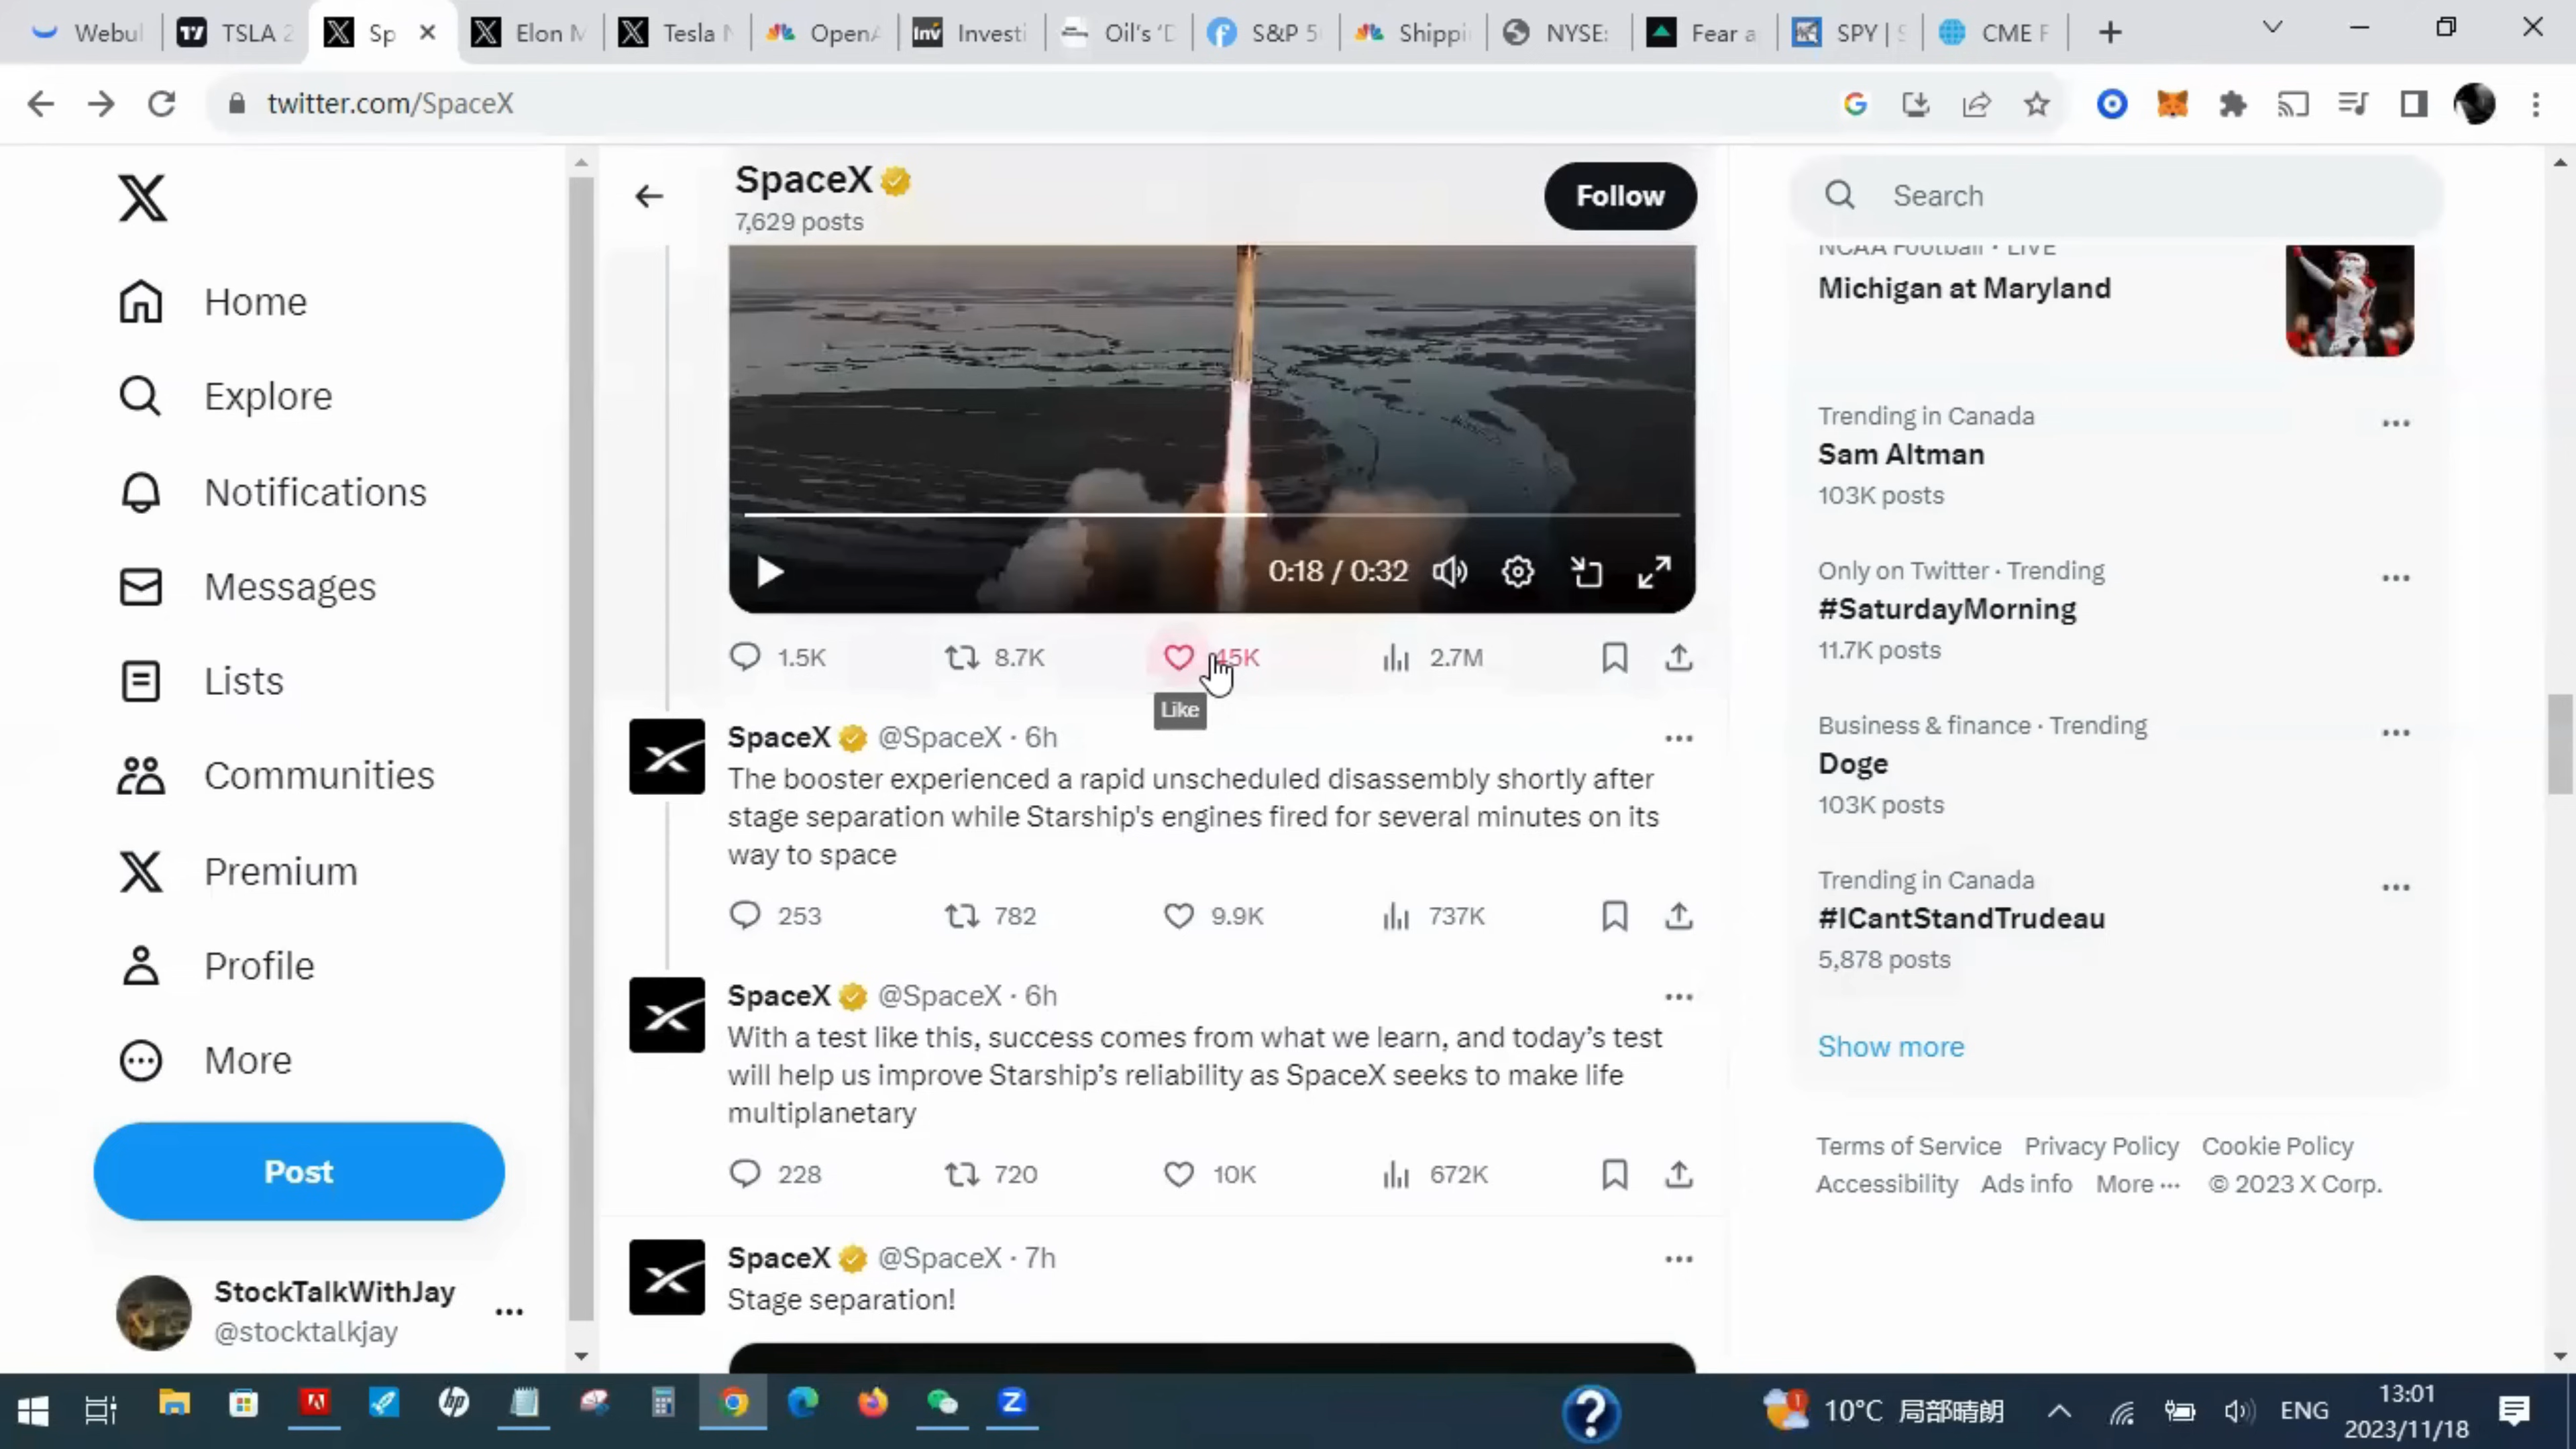 Webul
TSLA 2
Sp
Elon M
Tesla N
OpenA
Inv Investi
Oil's 'D
S&P 5
Shippi
NYSE:
Fear a
SPY | S
CME F
twitter.com/SpaceX
SpaceX
7,629 posts
Follow
Search
Home
Explore
Notifications
Messages
Lists
Communities
Premium
Profile
More
Post
StockTalkWithJay
@stocktalkjay
0:18 / 0:32
1.5K 8.7K 45K 2.7M
Like
SpaceX @SpaceX · 6h
The booster experienced a rapid unscheduled disassembly shortly after
stage separation while Starship's engines fired for several minutes on its
way to space
253 782 9.9K 737K
SpaceX @SpaceX · 6h
With a test like this, success comes from what we learn, and today's test
will help us improve Starship's reliability as SpaceX seeks to make life
multiplanetary
228 720 10K 672K
SpaceX @SpaceX · 7h
Stage separation!
NCAA Football · LIVE
Michigan at Maryland
Trending in Canada
Sam Altman
103K posts
Only on Twitter · Trending
#SaturdayMorning
11.7K posts
Business & finance · Trending
Doge
103K posts
Trending in Canada
#ICantStandTrudeau
5,878 posts
Show more
Terms of Service Privacy Policy Cookie Policy
Accessibility Ads info More ··· © 2023 X Corp.
10°C 局部晴朗
ENG
13:01
2023/11/18